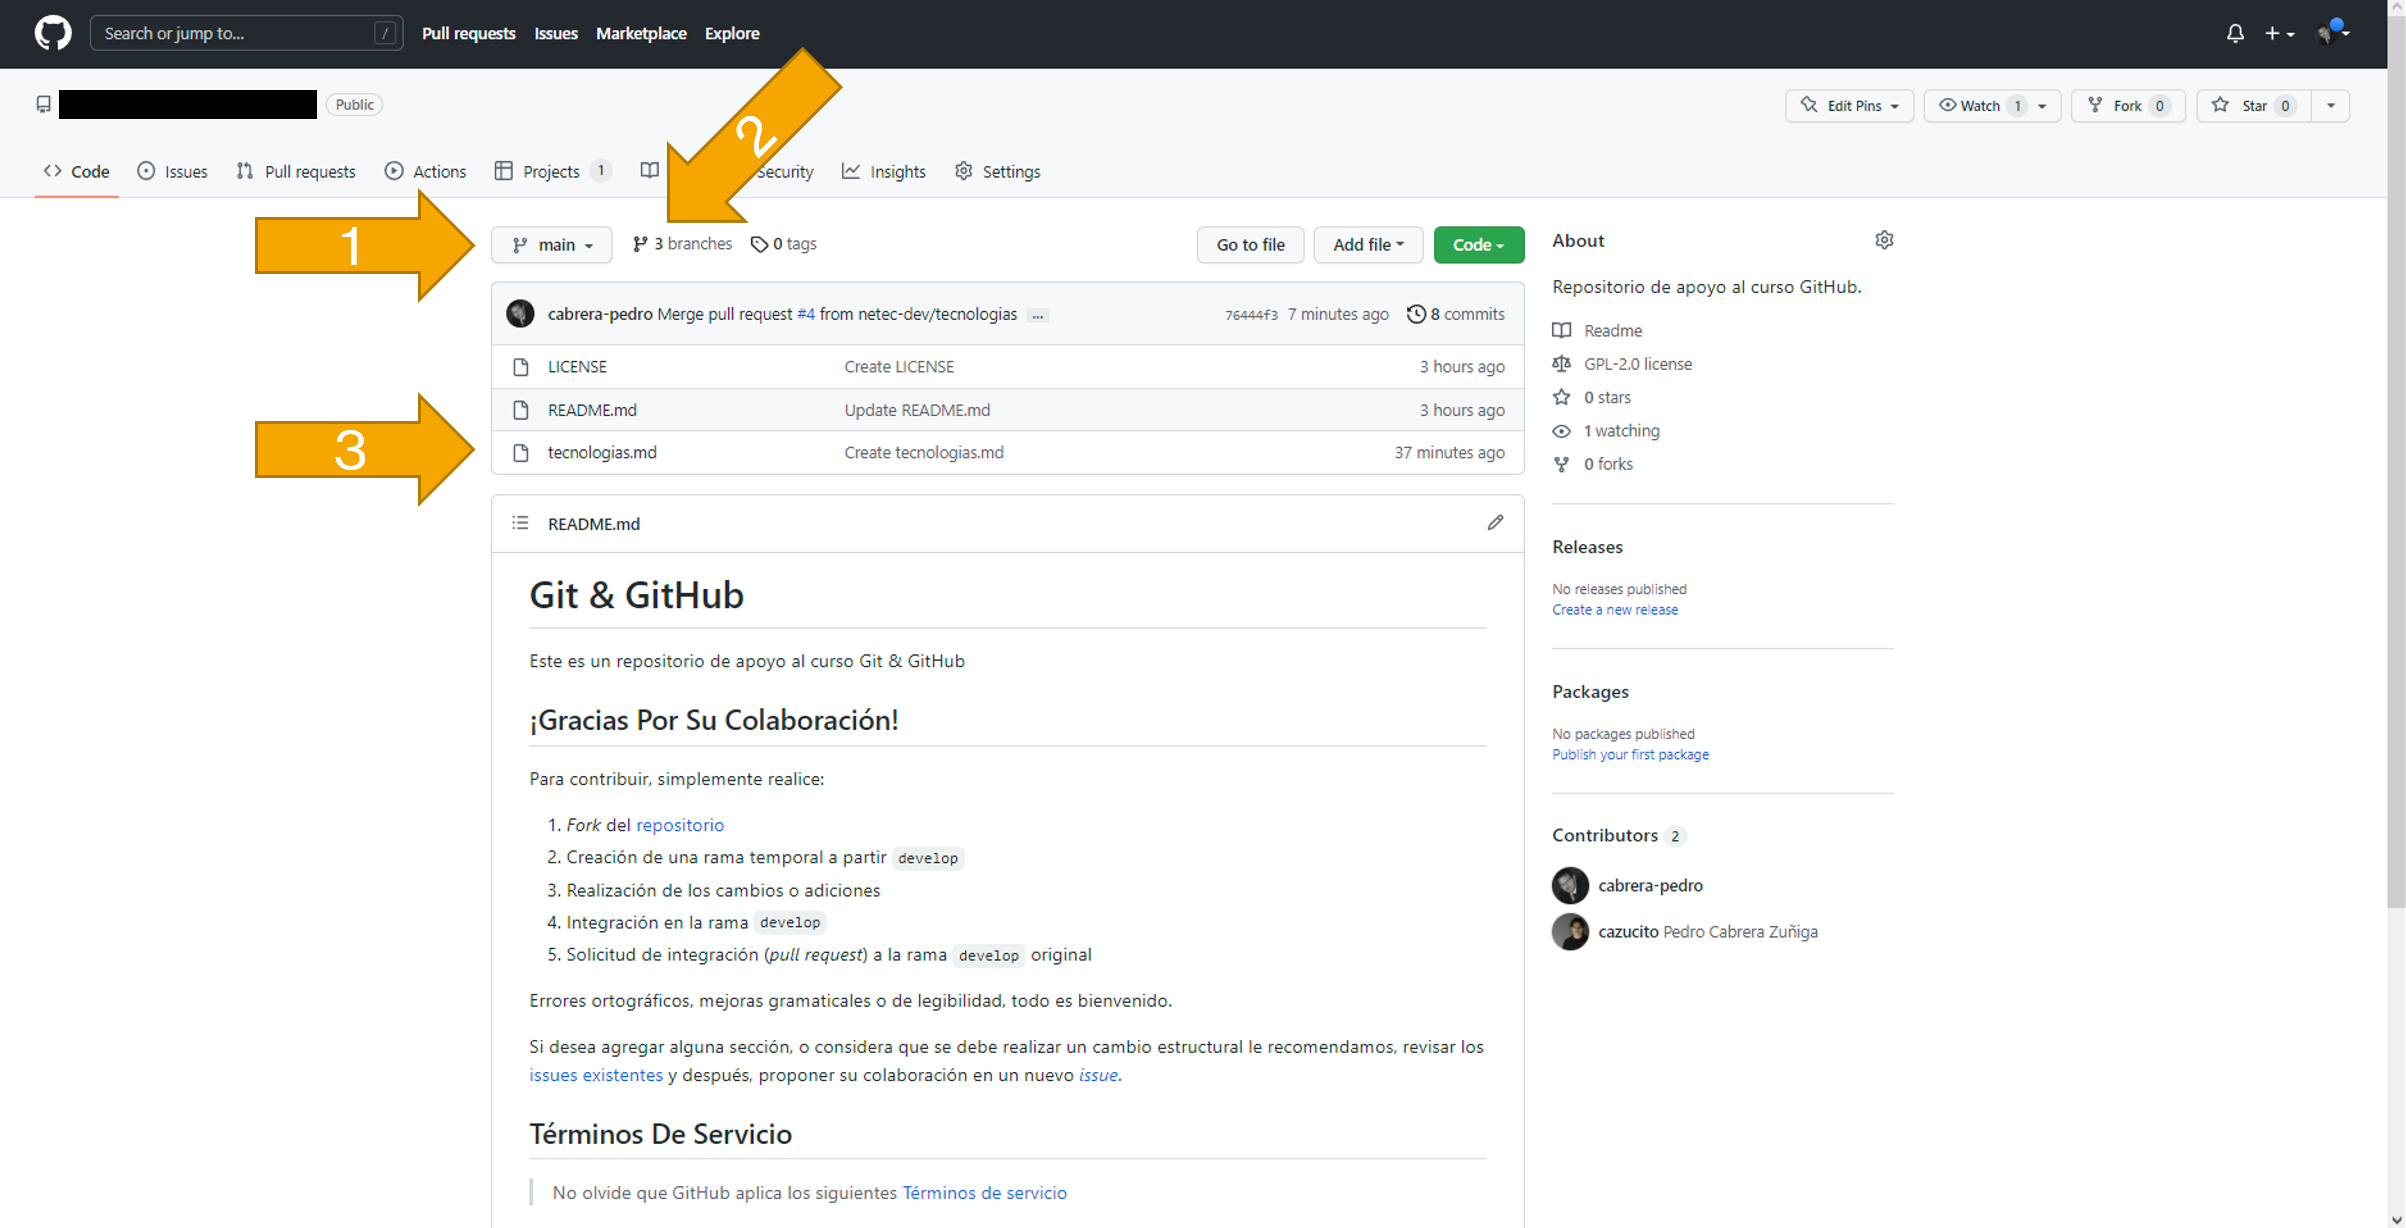 Search or jump to... / Pull requests Issues Marketplace Explore
Public Edit Pins Watch 1 Fork 0 Star 0
2
Code Issues Pull requests Actions Projects 1 Security Insights Settings
1
main 3 branches 0 tags Go to file Add file Code
cabrera-pedro Merge pull request #4 from netec-dev/tecnologias ... 76444f3 7 minutes ago 8 commits
LICENSE Create LICENSE 3 hours ago
README.md Update README.md 3 hours ago
3
tecnologias.md Create tecnologias.md 37 minutes ago
README.md
Git & GitHub
Este es un repositorio de apoyo al curso Git & GitHub
¡Gracias Por Su Colaboración!
Para contribuir, simplemente realice:
1. Fork del repositorio
2. Creación de una rama temporal a partir develop
3. Realización de los cambios o adiciones
4. Integración en la rama develop
5. Solicitud de integración (pull request) a la rama develop original
Errores ortográficos, mejoras gramaticales o de legibilidad, todo es bienvenido.
Si desea agregar alguna sección, o considera que se debe realizar un cambio estructural le recomendamos, revisar los
issues existentes y después, proponer su colaboración en un nuevo issue.
Términos De Servicio
No olvide que GitHub aplica los siguientes Términos de servicio
About
Repositorio de apoyo al curso GitHub.
Readme
GPL-2.0 license
0 stars
1 watching
0 forks
Releases
No releases published
Create a new release
Packages
No packages published
Publish your first package
Contributors 2
cabrera-pedro
cazucito Pedro Cabrera Zuñiga